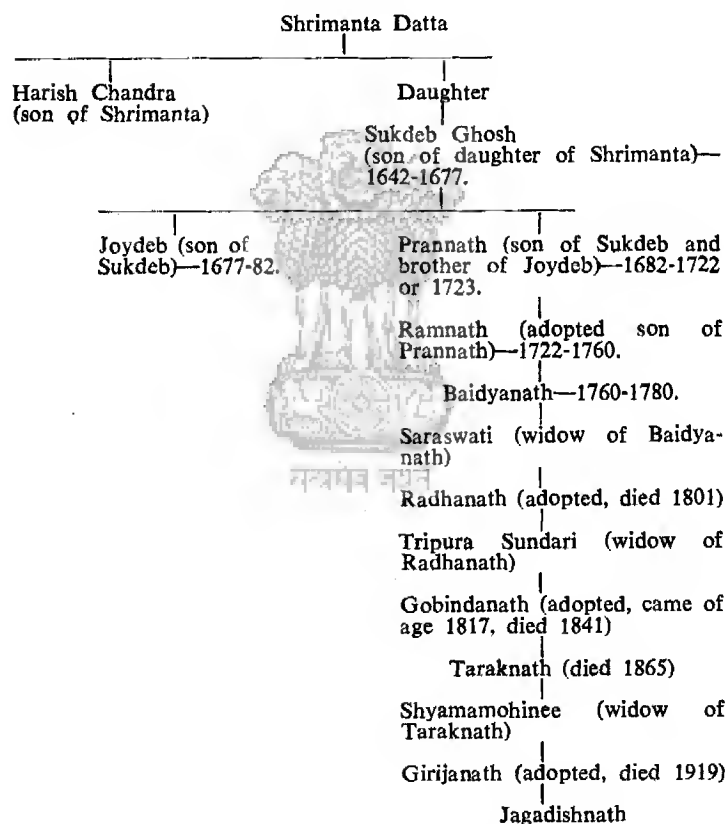 Shrimanta Datta
Harish Chandra
(son of Shrimanta)
Daughter
Sukdeb Ghosh
(son of daughter of Shrimanta)—
1642-1677.
Joydeb (son of
Sukdeb)—1677-82.
Prannath (son of Sukdeb and
brother of Joydeb)—1682-1722
or 1723.
Ramnath (adopted son of
Prannath)—1722-1760.
Baidyanath—1760-1780.
Saraswati (widow of Baidya-
nath)
Radhanath (adopted, died 1801)
Tripura Sundari (widow of
Radhanath)
Gobindanath (adopted, came of
age 1817, died 1841)
Taraknath (died 1865)
Shyamamohinee (widow of
Taraknath)
Girijanath (adopted, died 1919)
Jagadishnath